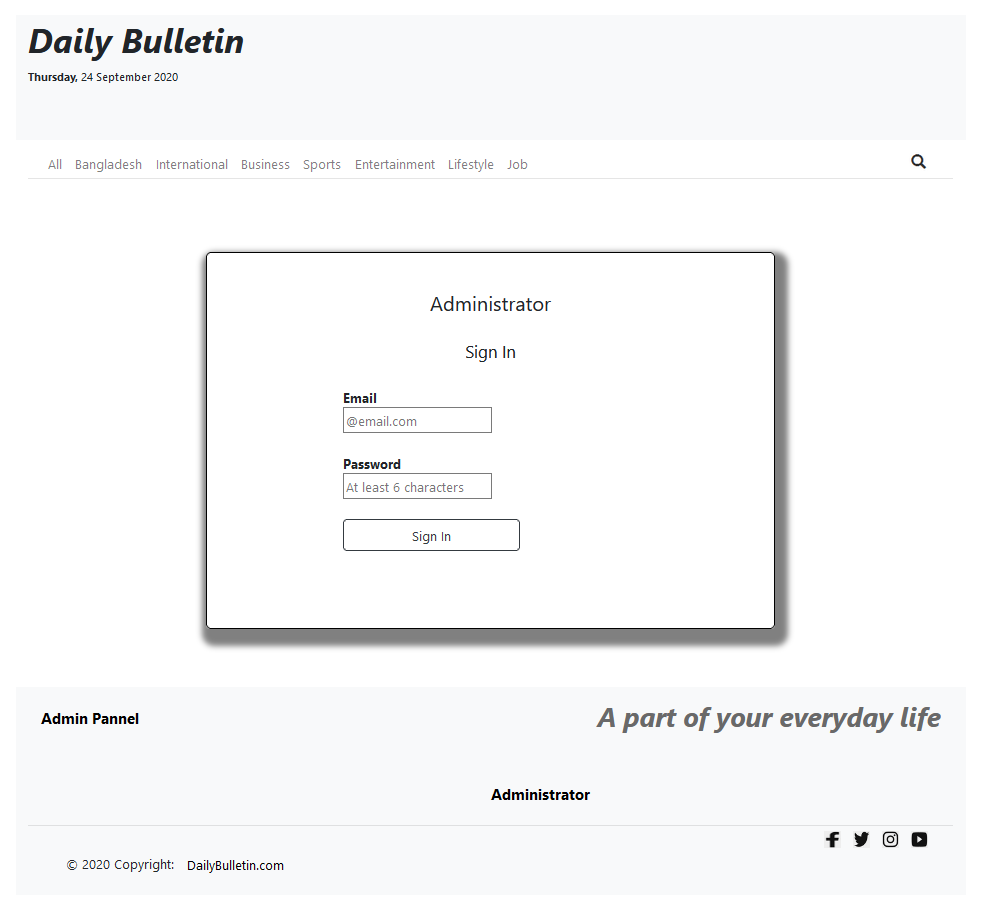 Daily Bulletin
Thursday, 24 September 2020
All Bangladesh International Business Sports Entertainment Lifestyle Job
Administrator
Sign In
Email
@email.com
Password
At least 6 characters
Sign In
Admin Pannel
A part of your everyday life
Administrator
© 2020 Copyright: DailyBulletin.com